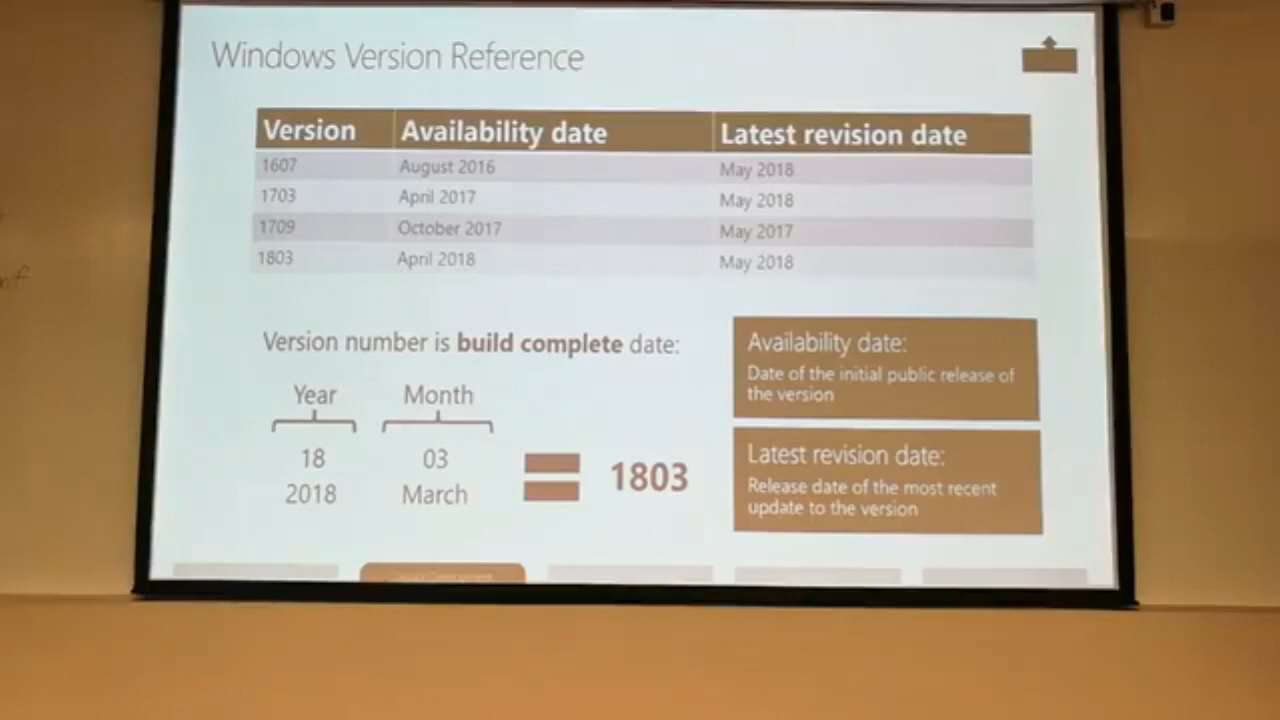 Windows Version Reference
Version Availability date Latest revision date
1607 August 2016 May 2018
1703 April 2017 May 2018
1709 October 2017 May 2017
1803 April 2018 May 2018
Version number is build complete date:
Year Month
18 03
2018 March
1803
Availability date:
Date of the initial public release of
the version
Latest revision date:
Release date of the most recent
update to the version